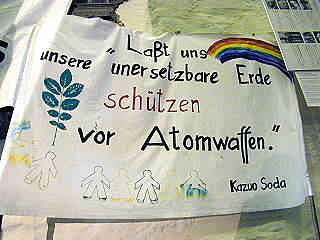 „Laßt uns
unsere unersetzbare Erde
schützen
vor Atomwaffen."
Kazuo Soda